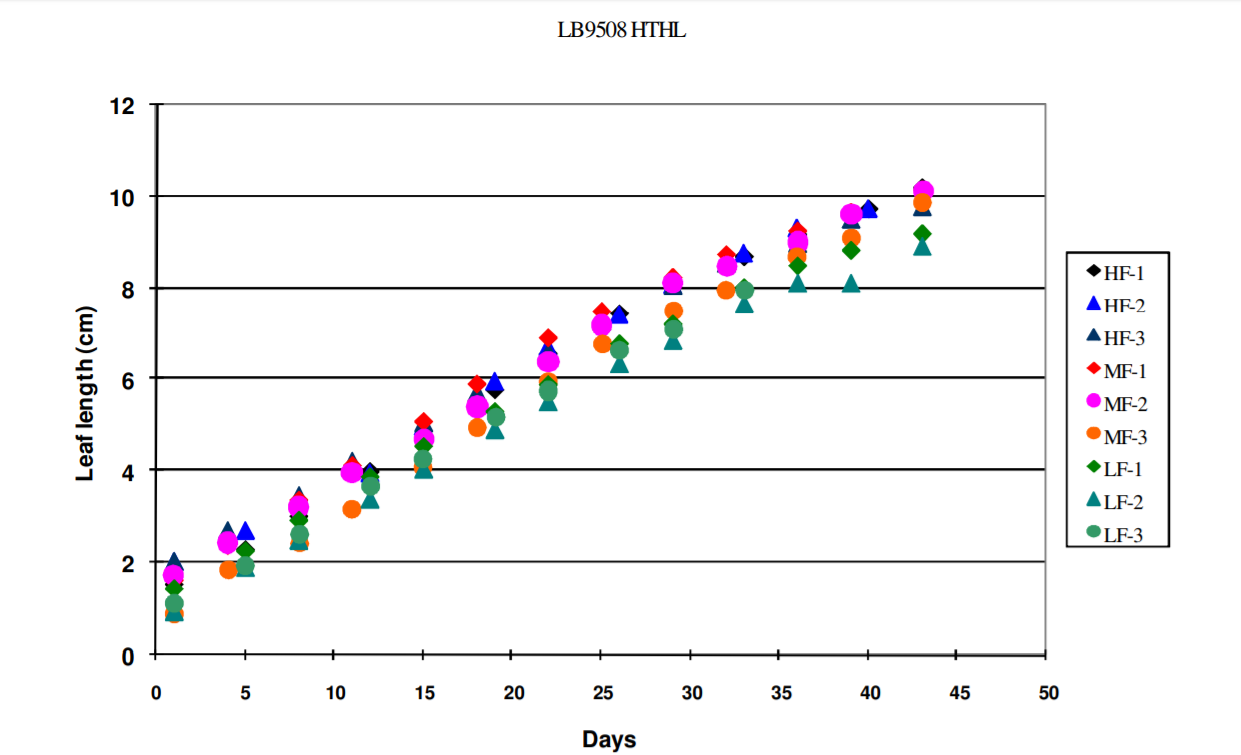 LB9508 HTHL
12
10
8
6
4
2
0
Leaf length (cm)
0 5 10 15 20 25 30 35 40 45 50
Days
HF-1
HF-2
HF-3
MF-1
MF-2
MF-3
LF-1
LF-2
LF-3